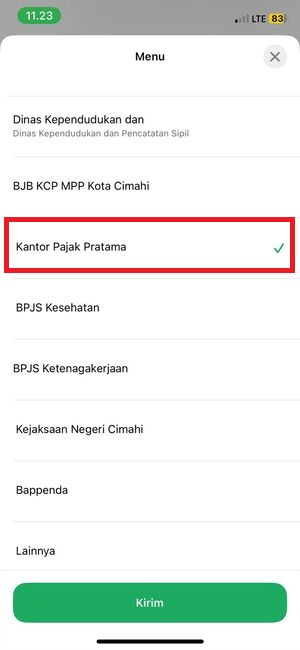 11.23
LTE 83
Menu
Dinas Kependudukan dan
Dinas Kependudukan dan Pencatatan Sipil
BJB KCP MPP Kota Cimahi
Kantor Pajak Pratama
BPJS Kesehatan
BPJS Ketenagakerjaan
Kejaksaan Negeri Cimahi
Bappenda
Lainnya
Kirim